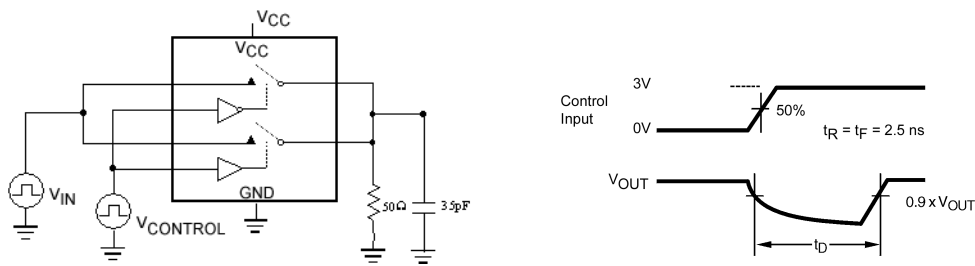 VCC
VCC
GND
VIN
VCONTROL
50Ω
35pF
Control
Input
3V
0V
50%
tR = tF = 2.5 ns
VOUT
0.9 x VOUT
tD